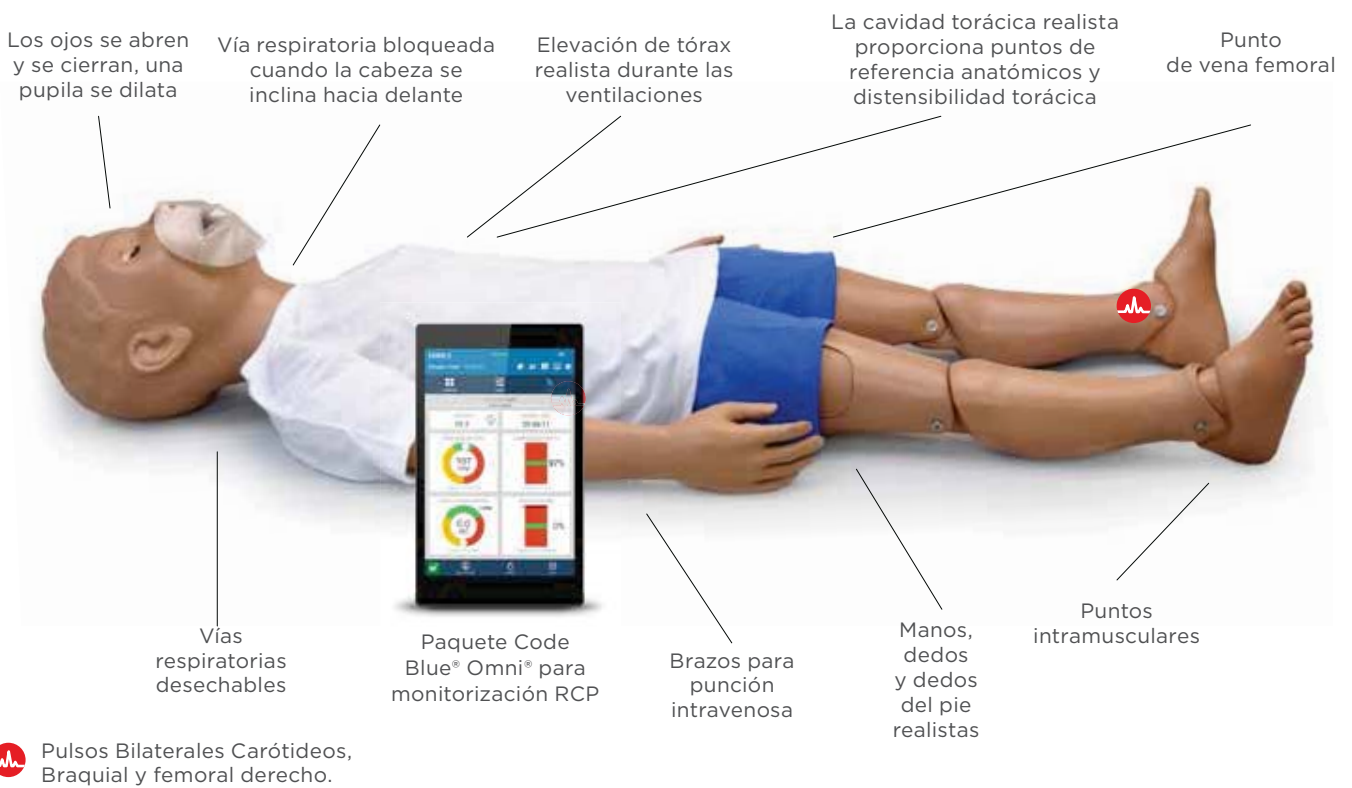 Los ojos se abren
y se cierran, una
pupila se dilata
Vía respiratoria bloqueada
cuando la cabeza se
inclina hacia delante
Elevación de tórax
realista durante las
ventilaciones
La cavidad torácica realista
proporciona puntos de
referencia anatómicos y
distensibilidad torácica
Punto
de vena femoral
Vías
respiratorias
desechables
Paquete Code
Blue® Omni® para
monitorización RCP
Brazos para
punción
intravenosa
Manos,
dedos
y dedos
del pie
realistas
Puntos
intramusculares
Pulsos Bilaterales Carótideos,
Braquial y femoral derecho.